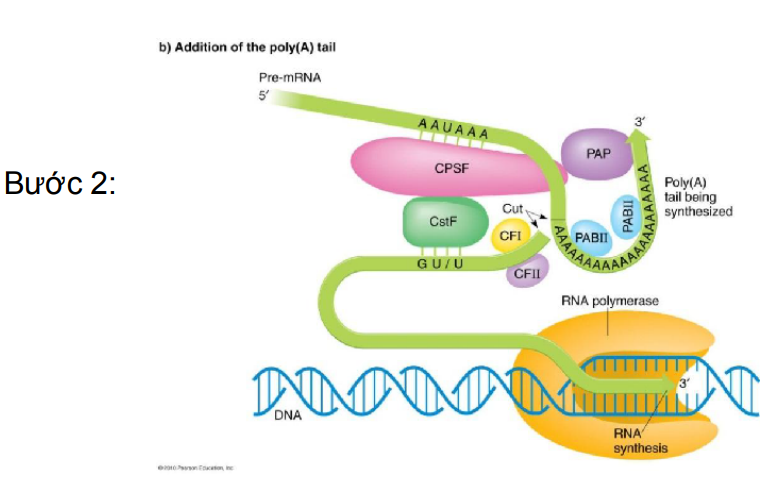 b) Addition of the poly(A) tail
Pre-mRNA
5′
AAUAAA
3′
PAP
CPSF
Bước 2:
Poly(A)
tail being
synthesized
Cut
PABII
CstF
CFI
PABII
AAAAAAAAAAAAAAAAAAAAAAAAA
GU/U
CFII
RNA polymerase
3′
DNA
RNA
synthesis
©2010 Pearson Education, Inc.